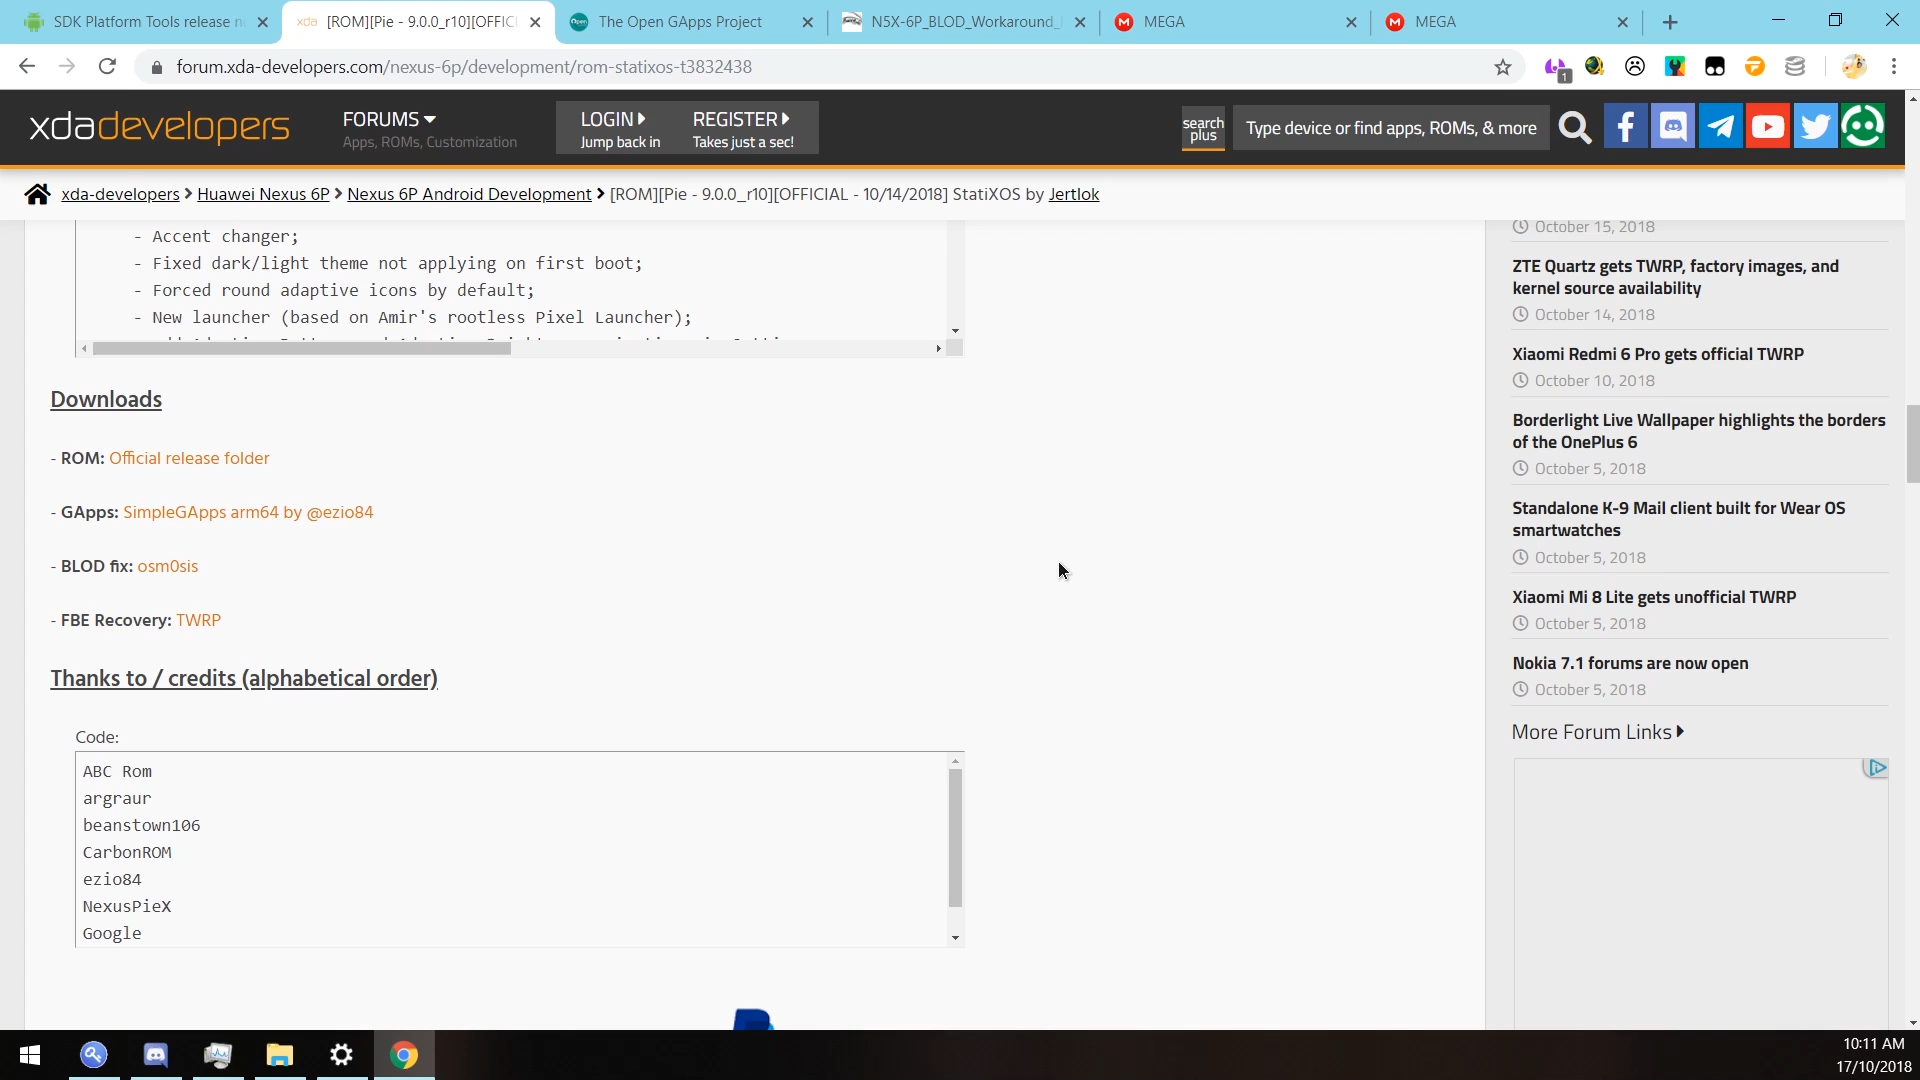 SDK Platform Tools release n
xda [ROM][Pie - 9.0.0_r10][OFFICI
The Open GApps Project
N5X-6P_BLOD_Workaround_
MEGA
MEGA
forum.xda-developers.com/nexus-6p/development/rom-statixos-t3832438
1
xdadevelopers
FORUMS
Apps, ROMs, Customization
LOGIN
Jump back in
REGISTER
Takes just a sec!
search plus
Type device or find apps, ROMs, & more
xda-developers > Huawei Nexus 6P > Nexus 6P Android Development > [ROM][Pie - 9.0.0_r10][OFFICIAL - 10/14/2018] StatiXOS by Jertlok
- Accent changer;
- Fixed dark/light theme not applying on first boot;
- Forced round adaptive icons by default;
- New launcher (based on Amir's rootless Pixel Launcher);
Downloads
- ROM: Official release folder
- GApps: SimpleGApps arm64 by @ezio84
- BLOD fix: osm0sis
- FBE Recovery: TWRP
Thanks to / credits (alphabetical order)
Code:
ABC Rom
argraur
beanstown106
CarbonROM
ezio84
NexusPieX
Google
October 15, 2018
ZTE Quartz gets TWRP, factory images, and
kernel source availability
October 14, 2018
Xiaomi Redmi 6 Pro gets official TWRP
October 10, 2018
Borderlight Live Wallpaper highlights the borders
of the OnePlus 6
October 5, 2018
Standalone K-9 Mail client built for Wear OS
smartwatches
October 5, 2018
Xiaomi Mi 8 Lite gets unofficial TWRP
October 5, 2018
Nokia 7.1 forums are now open
October 5, 2018
More Forum Links
10:11 AM
17/10/2018